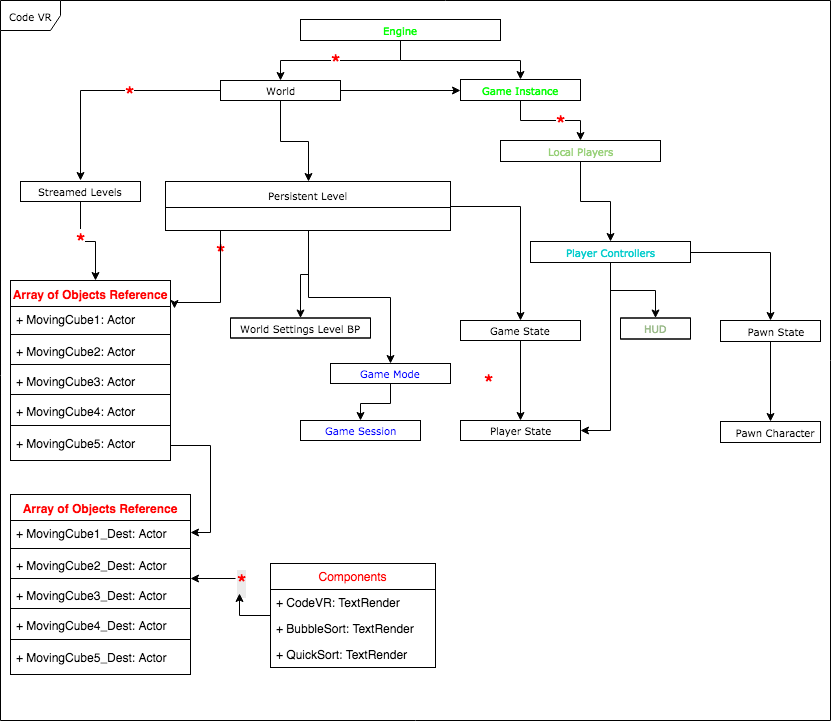 Code VR
Engine
*
World
Game Instance
*
*
Local Players
Streamed Levels
Persistent Level
*
*
Player Controllers
Array of Objects Reference
+ MovingCube1: Actor
+ MovingCube2: Actor
+ MovingCube3: Actor
+ MovingCube4: Actor
+ MovingCube5: Actor
World Settings Level BP
Game State
HUD
Pawn State
Game Mode
*
Game Session
Player State
Pawn Character
Array of Objects Reference
+ MovingCube1_Dest: Actor
+ MovingCube2_Dest: Actor
+ MovingCube3_Dest: Actor
+ MovingCube4_Dest: Actor
+ MovingCube5_Dest: Actor
*
Components
+ CodeVR: TextRender
+ BubbleSort: TextRender
+ QuickSort: TextRender